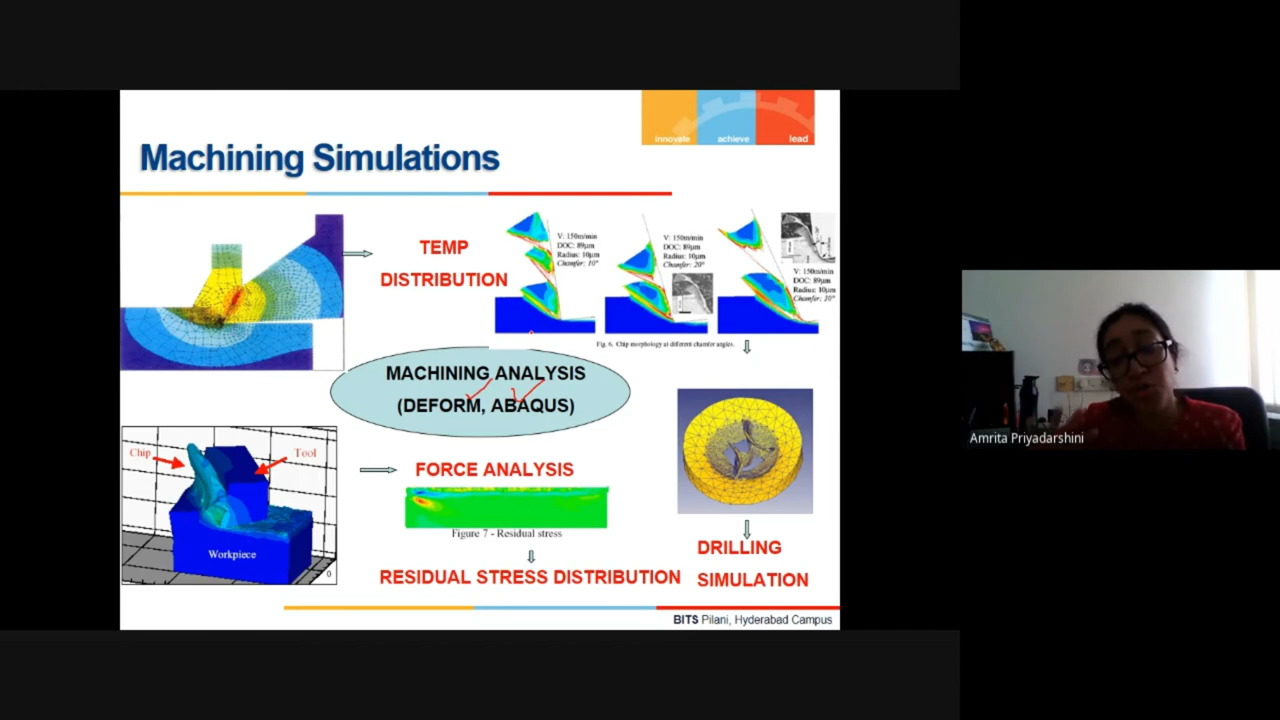 innovate achieve lead
Machining Simulations
TEMP
DISTRIBUTION
V: 150m/min
DOC: 89µm
Radius: 10µm
Chamfer: 10°
V: 150m/min
DOC: 89µm
Radius: 10µm
Chamfer: 20°
V: 150m/min
DOC: 89µm
Radius: 10µm
Fig. 6. Chip morphology at different chamfer angles.
MACHINING ANALYSIS
(DEFORM, ABAQUS)
Chip
Tool
Workpiece
0
FORCE ANALYSIS
Figure 7 - Residual stress
RESIDUAL STRESS DISTRIBUTION
DRILLING
SIMULATION
BITS Pilani, Hyderabad Campus
Amrita Priyadarshini